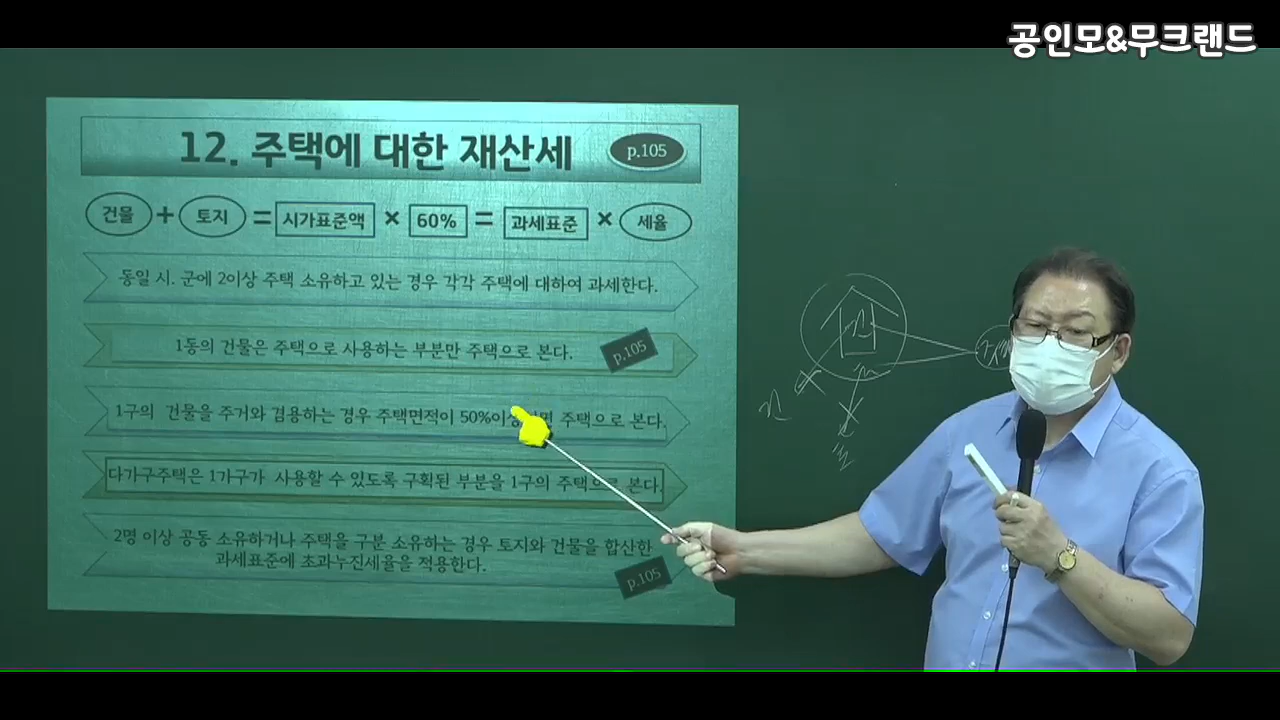 공인모&무크랜드
12. 주택에 대한 재산세
p.105
건물 + 토지 = 시가표준액 × 60% = 과세표준 × 세율
동일 시. 군에 2이상 주택 소유하고 있는 경우 각각 주택에 대하여 과세한다.
1동의 건물은 주택으로 사용하는 부분만 주택으로 본다.
p.105
1구의 건물을 주거와 겸용하는 경우 주택면적이 50%이상 주택으로 본다.
다가구주택은 1가구가 사용할 수 있도록 구획된 부분을 1구의 주택으로 본다.
2명 이상 공동 소유하거나 주택을 구분 소유하는 경우 토지와 건물을 합산한
과세표준에 초과누진세율을 적용한다.
p.105